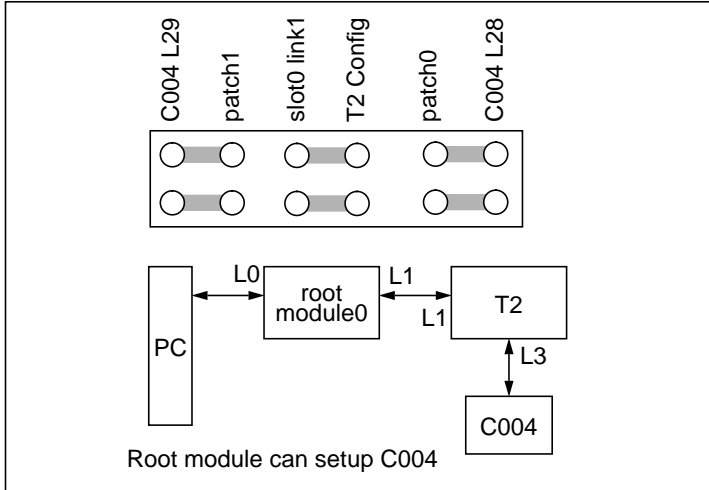 C004 L29
patch1
slot0 link1
T2 Config
patch0
C004 L28
L0
root
module0
L1
L1
T2
PC
L3
C004
Root module can setup C004